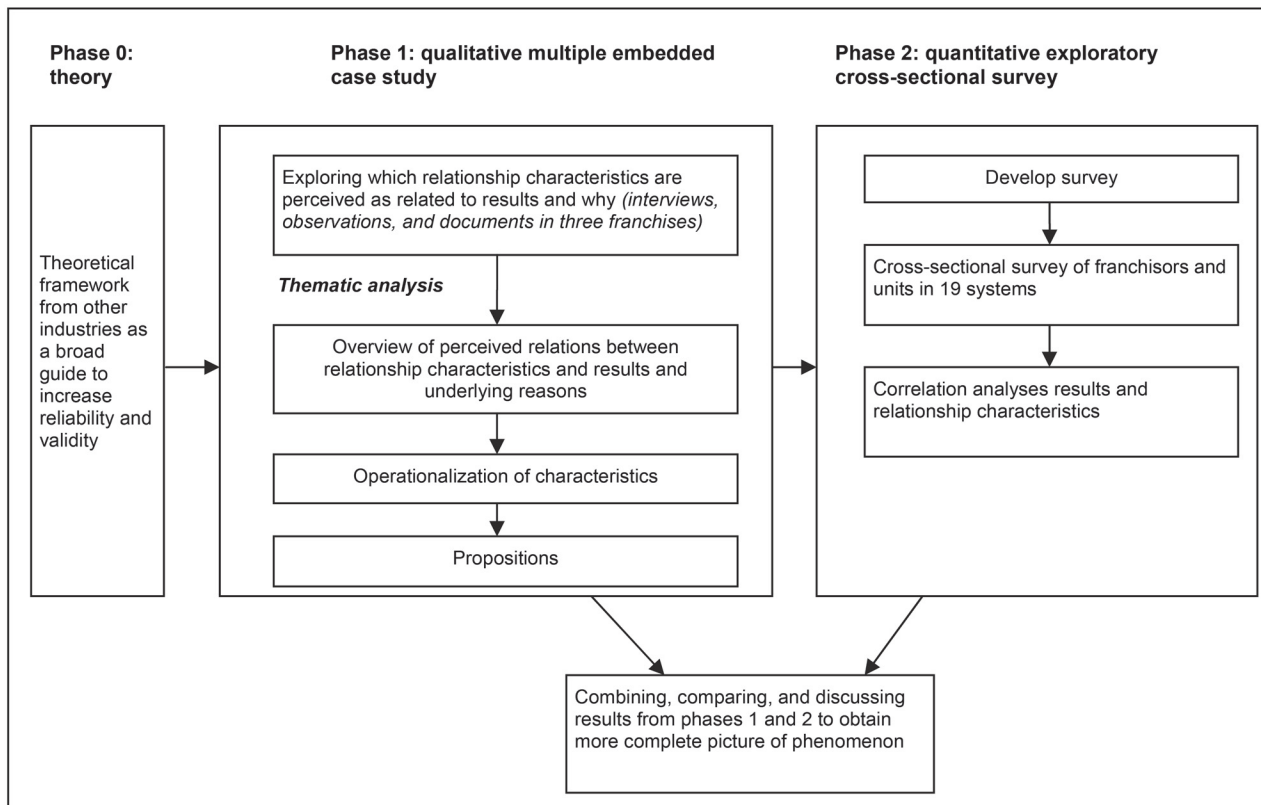 Phase 0:
theory
Phase 1: qualitative multiple embedded
case study
Phase 2: quantitative exploratory
cross-sectional survey
Theoretical
framework
from other
industries as
a broad
guide to
increase
reliability and
validity
Exploring which relationship characteristics are
perceived as related to results and why (interviews,
observations, and documents in three franchises)
Thematic analysis
Overview of perceived relations between
relationship characteristics and results and
underlying reasons
Operationalization of characteristics
Propositions
Develop survey
Cross-sectional survey of franchisors and
units in 19 systems
Correlation analyses results and
relationship characteristics
Combining, comparing, and discussing
results from phases 1 and 2 to obtain
more complete picture of phenomenon